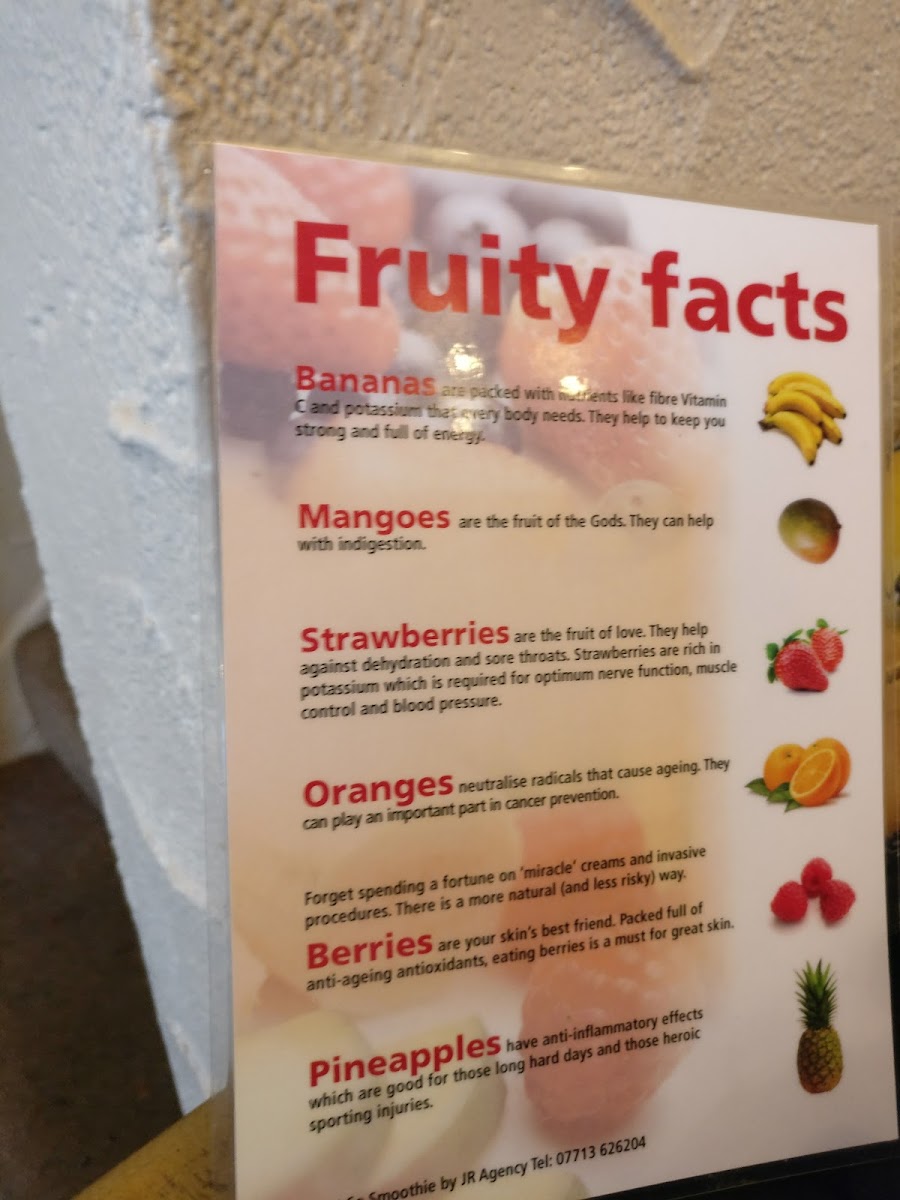 Fruity facts
Bananas are packed with nutrients like fibre Vitamin
C and potassium that every body needs. They help to keep you
strong and full of energy.
Mangoes are the fruit of the Gods. They can help
with indigestion.
Strawberries are the fruit of love. They help
against dehydration and sore throats. Strawberries are rich in
potassium which is required for optimum nerve function, muscle
control and blood pressure.
Oranges neutralise radicals that cause ageing. They
can play an important part in cancer prevention.
Forget spending a fortune on 'miracle' creams and invasive
procedures. There is a more natural (and less risky) way.
Berries are your skin's best friend. Packed full of
anti-ageing antioxidants, eating berries is a must for great skin.
Pineapples have anti-inflammatory effects
which are good for those long hard days and those heroic
sporting injuries.
Smoothie by JR Agency Tel: 07713 626204